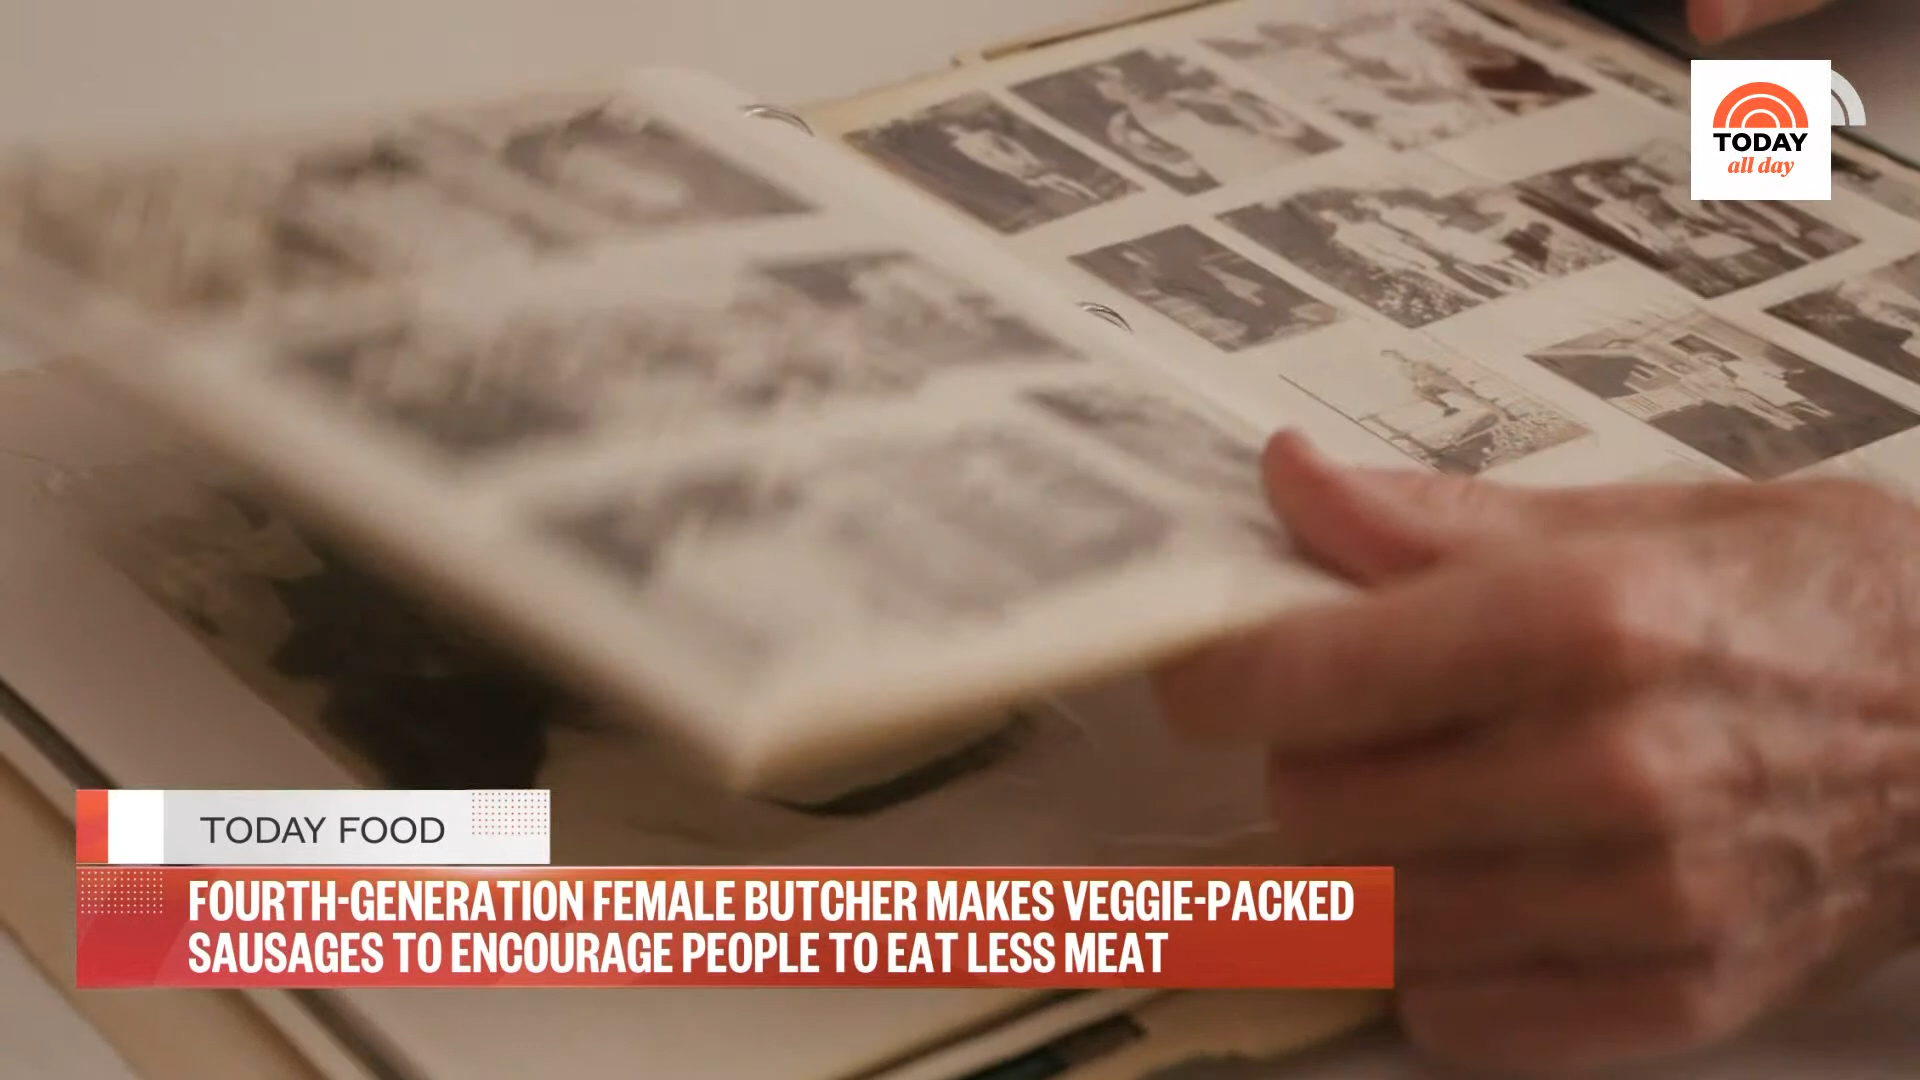 TODAY
all day
TODAY FOOD
FOURTH-GENERATION FEMALE BUTCHER MAKES VEGGIE-PACKED
SAUSAGES TO ENCOURAGE PEOPLE TO EAT LESS MEAT